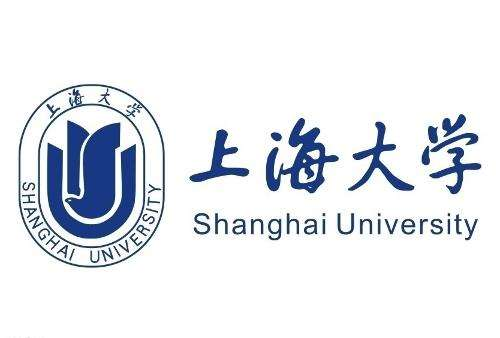 上海大学
SHANGHAI UNIVERSITY
上海大学
Shanghai University